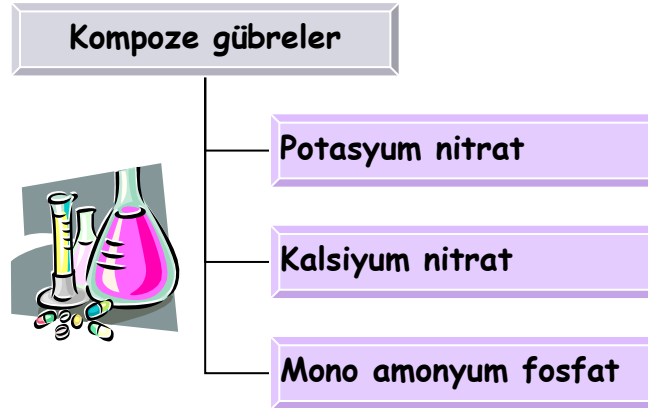 Kompoze gübreler
Potasyum nitrat
Kalsiyum nitrat
Mono amonyum fosfat